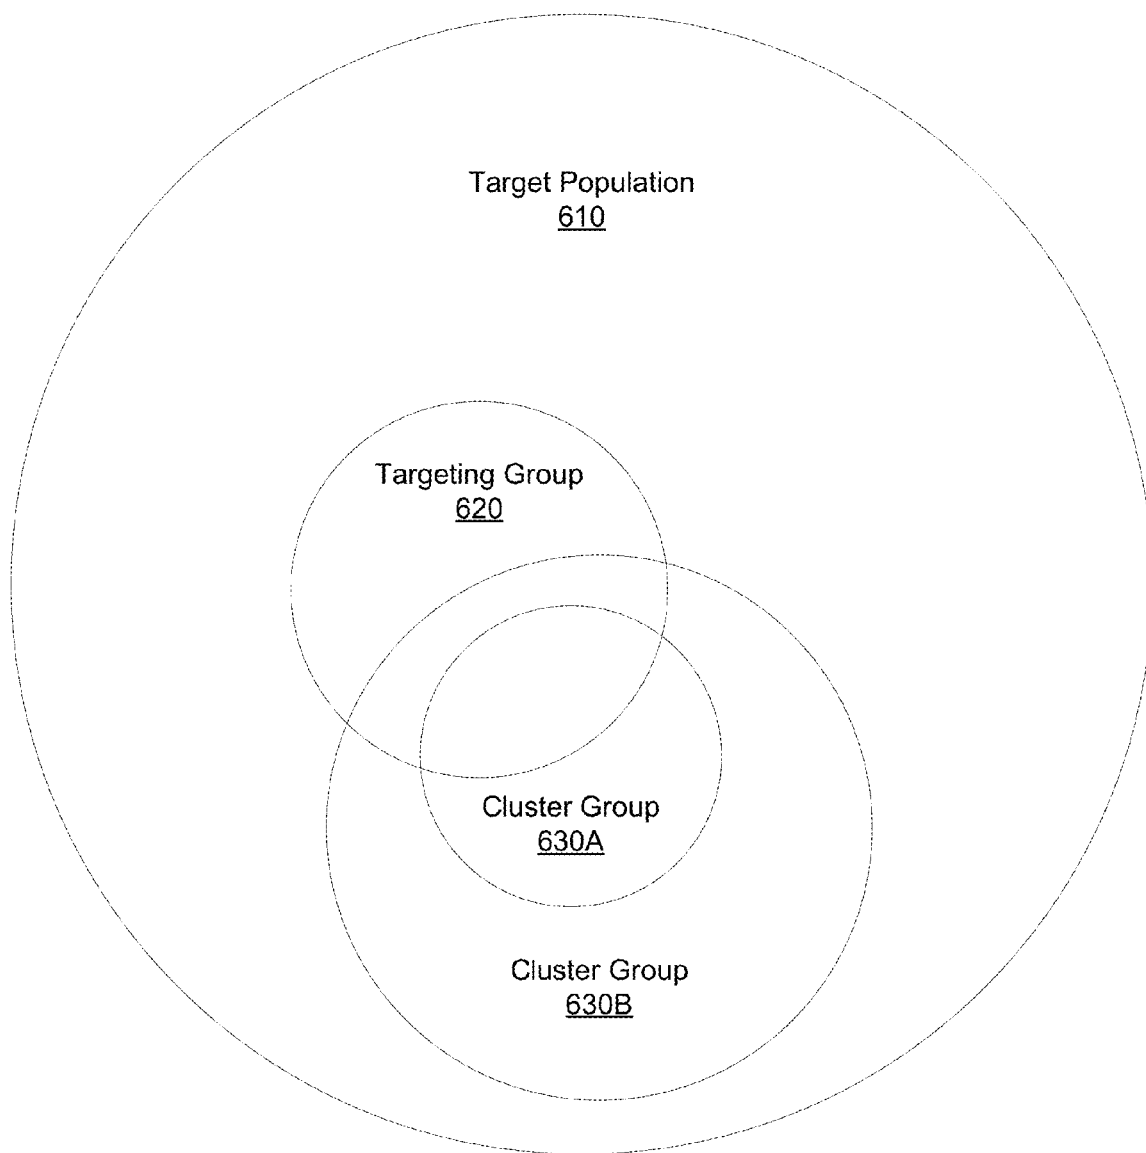 Target Population
610
Targeting Group
620
Cluster Group
630A
Cluster Group
630B